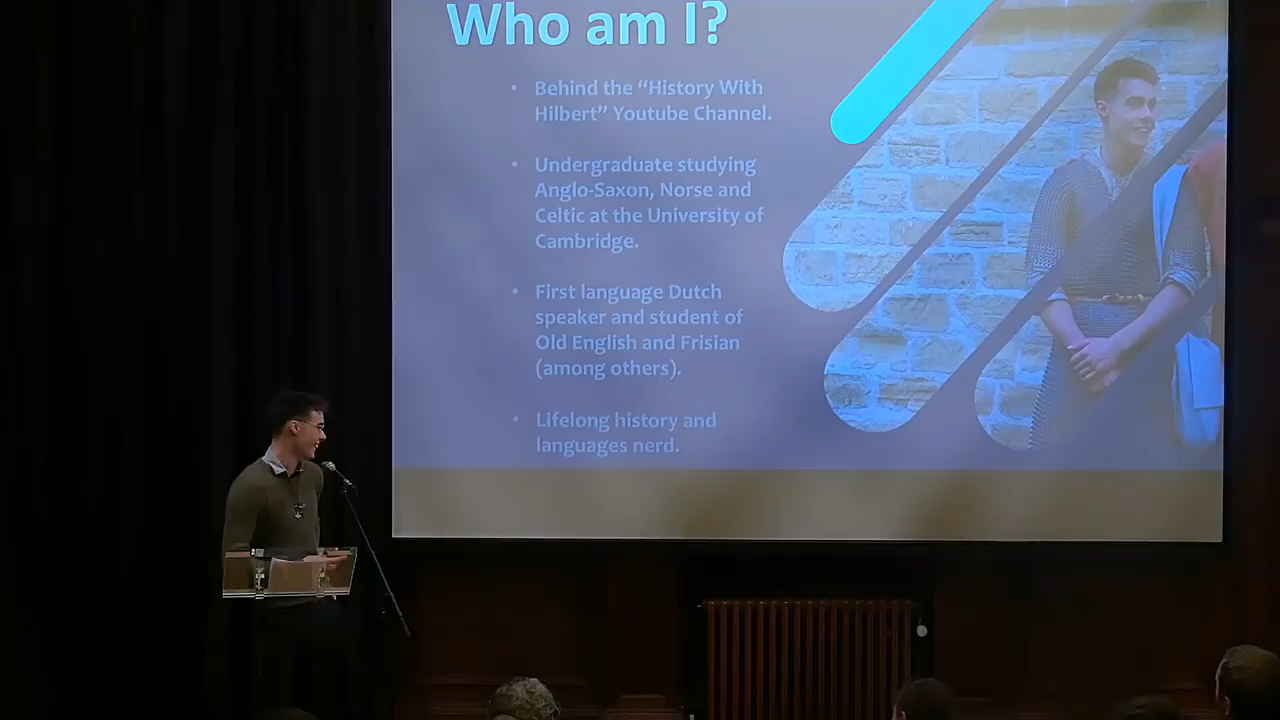 Who am I?
• Behind the “History With
Hilbert” Youtube Channel.
• Undergraduate studying
Anglo-Saxon, Norse and
Celtic at the University of
Cambridge.
• First language Dutch
speaker and student of
Old English and Frisian
(among others).
• Lifelong history and
languages nerd.